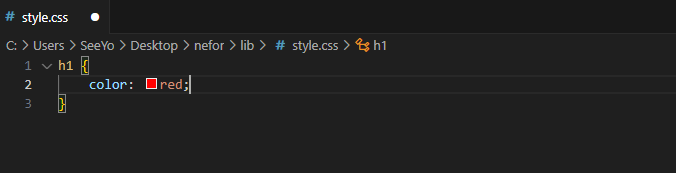 # style.css
C: > Users > SeeYo > Desktop > nefor > lib > # style.css > h1
1 h1 {
2 color: red;
3 }